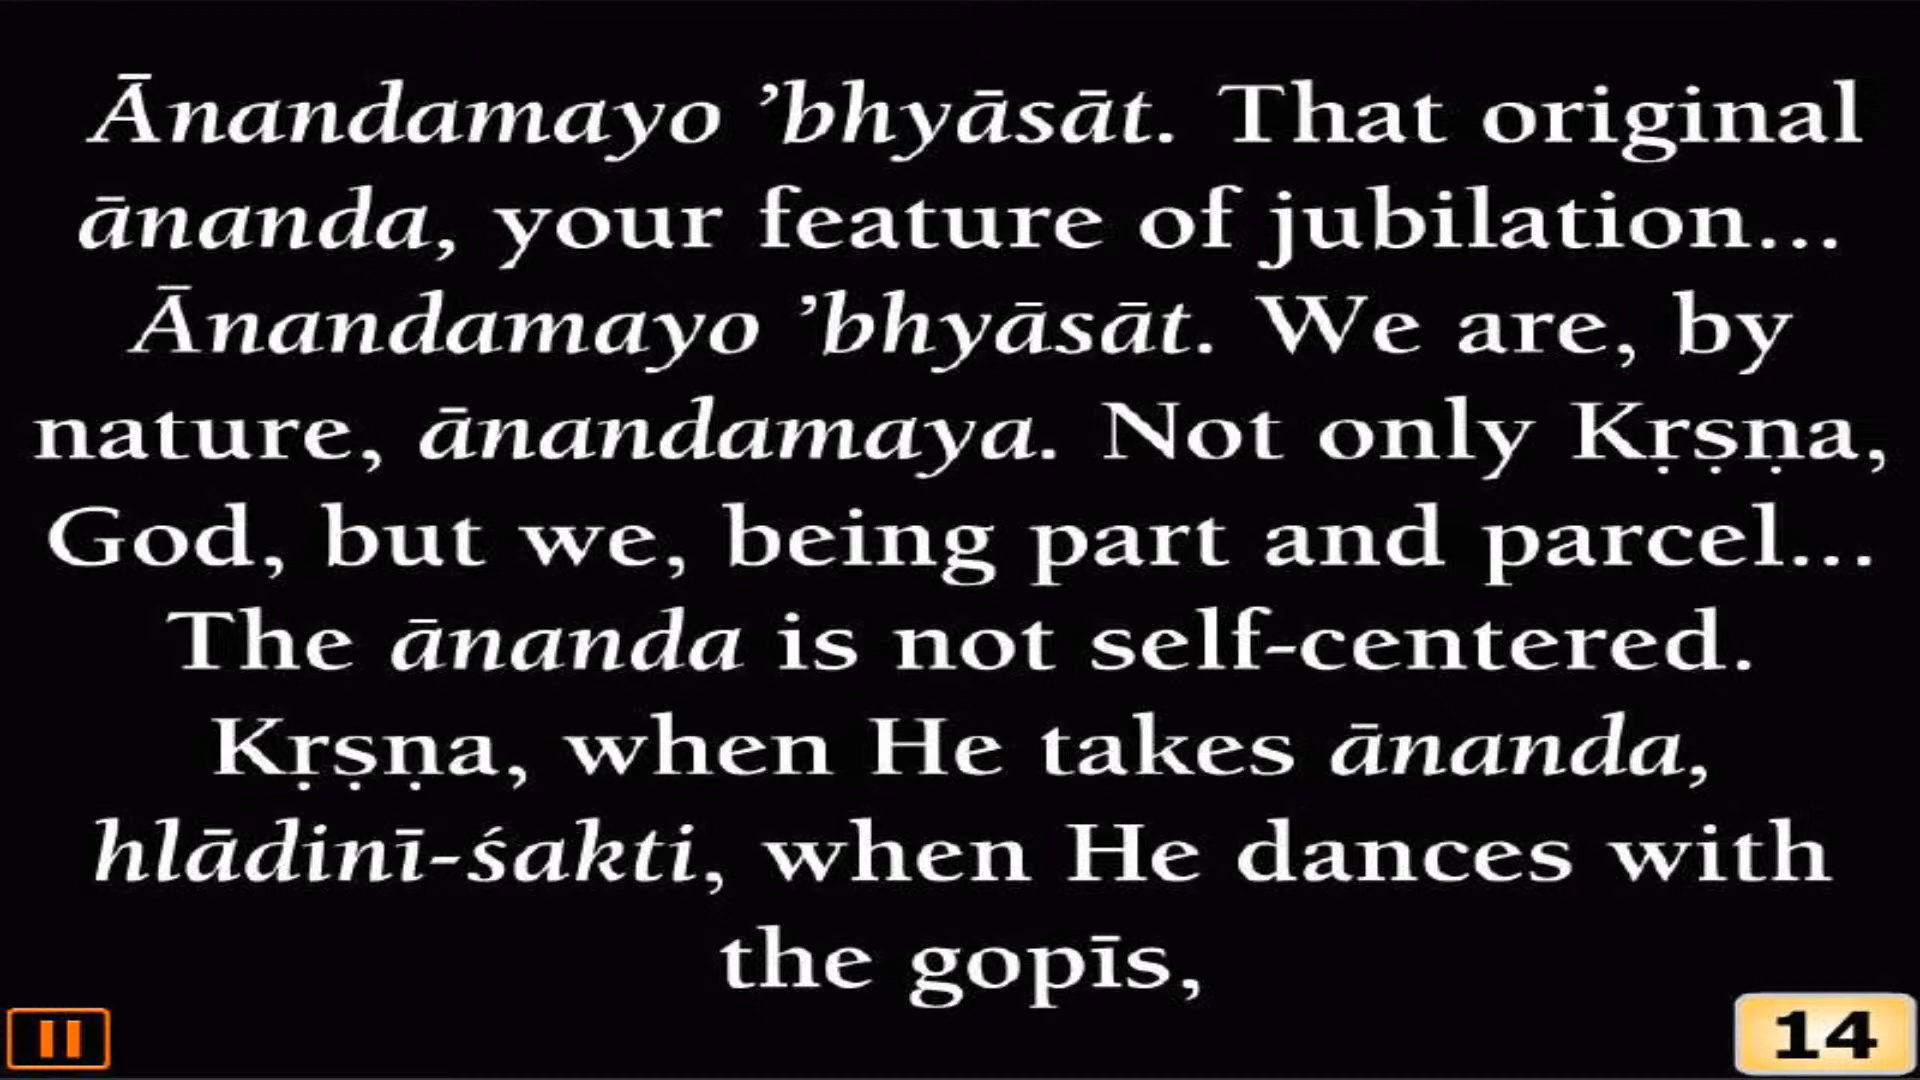 Ānandamayo ’bhyāsāt. That original
ānanda, your feature of jubilation...
Ānandamayo ’bhyāsāt. We are, by
nature, ānandamaya. Not only Kṛṣṇa,
God, but we, being part and parcel...
The ānanda is not self-centered.
Kṛṣṇa, when He takes ānanda,
hlādinī-śakti, when He dances with
the gopīs,
14